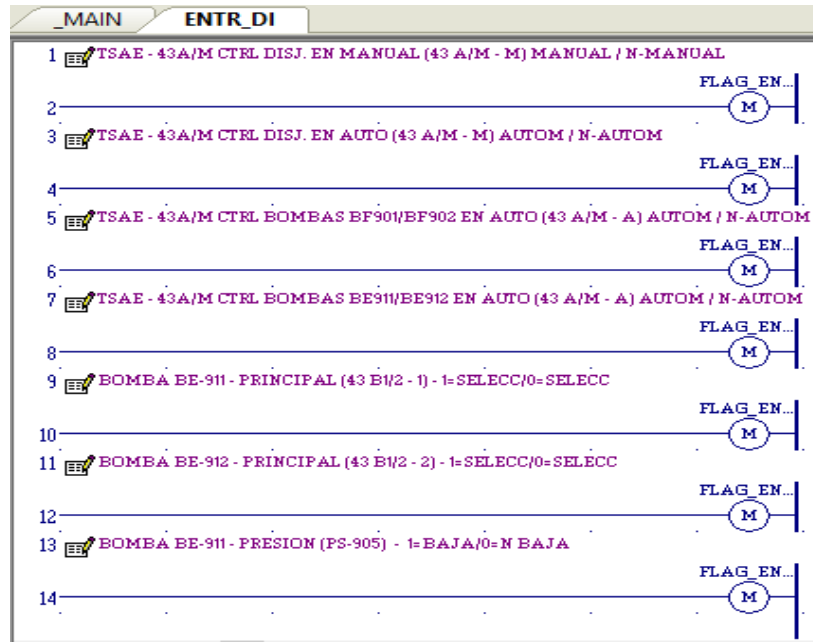 _MAIN ENTR_DI
1 TSAE - 43A/M CTRL DISJ. EN MANUAL (43 A/M - M) MANUAL / N-MANUAL
FLAG_EN...
2 M
3 TSAE - 43A/M CTRL DISJ. EN AUTO (43 A/M - M) AUTOM / N-AUTOM
FLAG_EN...
4 M
5 TSAE - 43A/M CTRL BOMBAS BF901/BF902 EN AUTO (43 A/M - A) AUTOM / N-AUTOM
FLAG_EN...
6 M
7 TSAE - 43A/M CTRL BOMBAS BE911/BE912 EN AUTO (43 A/M - A) AUTOM / N-AUTOM
FLAG_EN...
8 M
9 BOMBA BE-911 - PRINCIPAL (43 B1/2 - 1) - 1=SELECC/0=SELECC
FLAG_EN...
10 M
11 BOMBA BE-912 - PRINCIPAL (43 B1/2 - 2) - 1=SELECC/0=SELECC
FLAG_EN...
12 M
13 BOMBA BE-911 - PRESION (PS-905) - 1=BAJA/0=N BAJA
FLAG_EN...
14 M